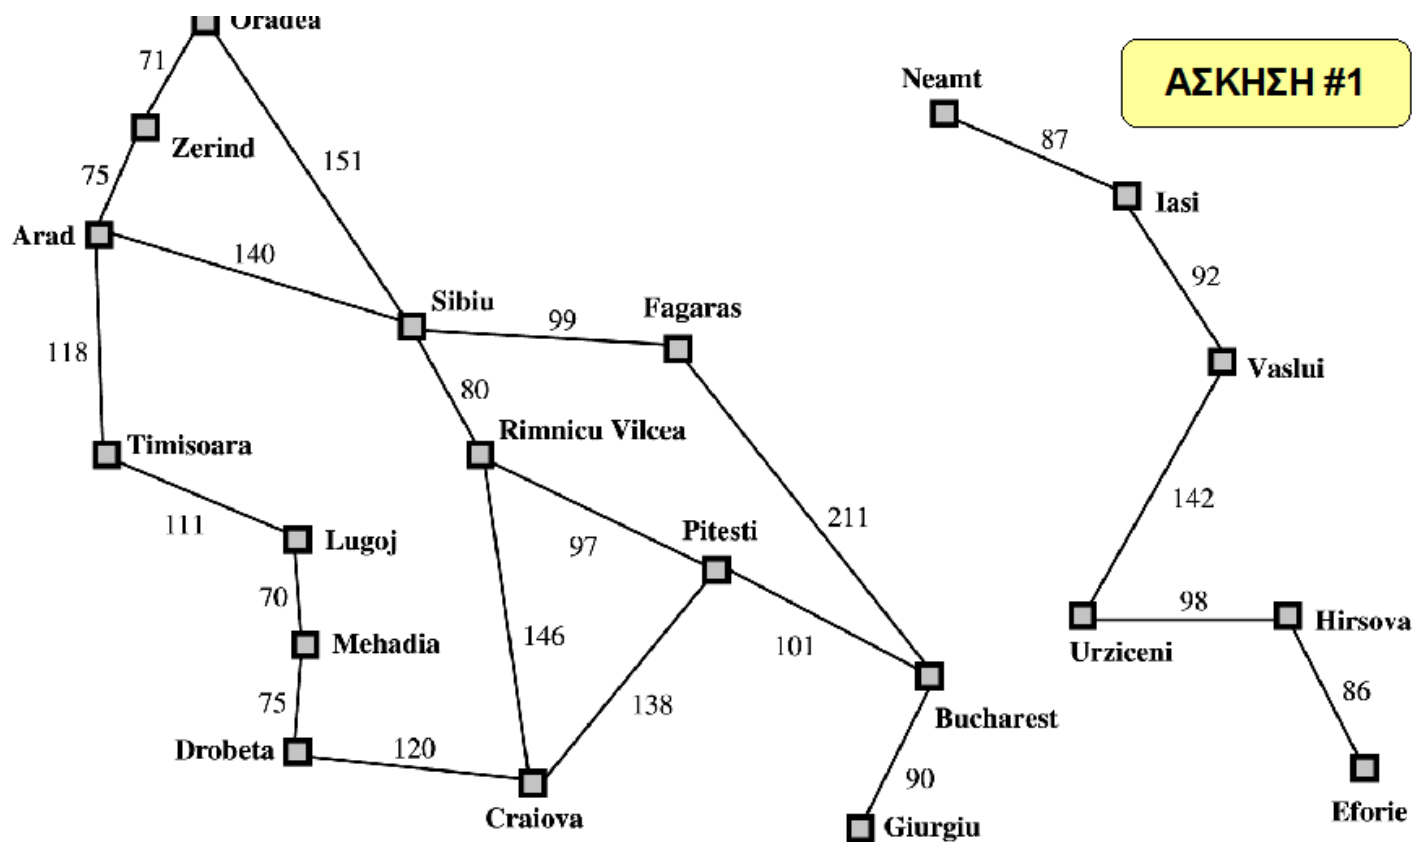 Oradea
71
Neamt
ΑΣΚΗΣΗ #1
87
Zerind
151
75
Iasi
Arad
140
92
Sibiu
Fagaras
99
118
Vaslui
80
Rimnicu Vilcea
Timisoara
142
111
211
Pitesti
Lugoj
97
70
98
Hirsova
146
101
Mehadia
Urziceni
75
138
86
Bucharest
Drobeta
120
90
Craiova
Giurgiu
Eforie